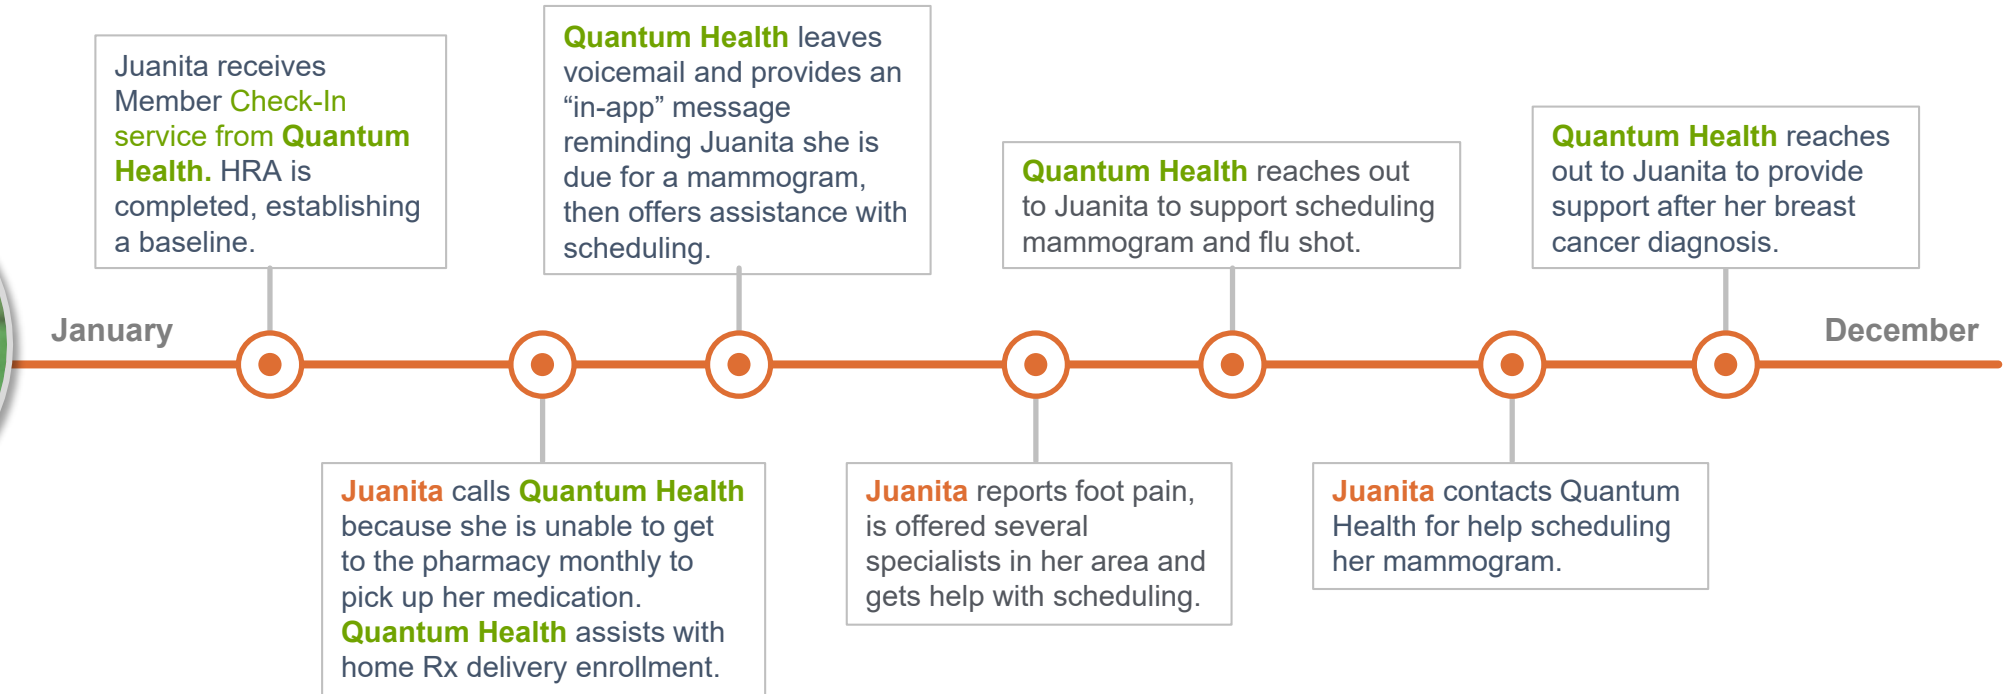 January
Juanita receives
Member Check-In
service from Quantum
Health. HRA is
completed, establishing
a baseline.
Juanita calls Quantum Health
because she is unable to get
to the pharmacy monthly to
pick up her medication.
Quantum Health assists with
home Rx delivery enrollment.
Quantum Health leaves
voicemail and provides an
“in-app” message
reminding Juanita she is
due for a mammogram,
then offers assistance with
scheduling.
Juanita reports foot pain,
is offered several
specialists in her area and
gets help with scheduling.
Quantum Health reaches out
to Juanita to support scheduling
mammogram and flu shot.
Juanita contacts Quantum
Health for help scheduling
her mammogram.
Quantum Health reaches
out to Juanita to provide
support after her breast
cancer diagnosis.
December